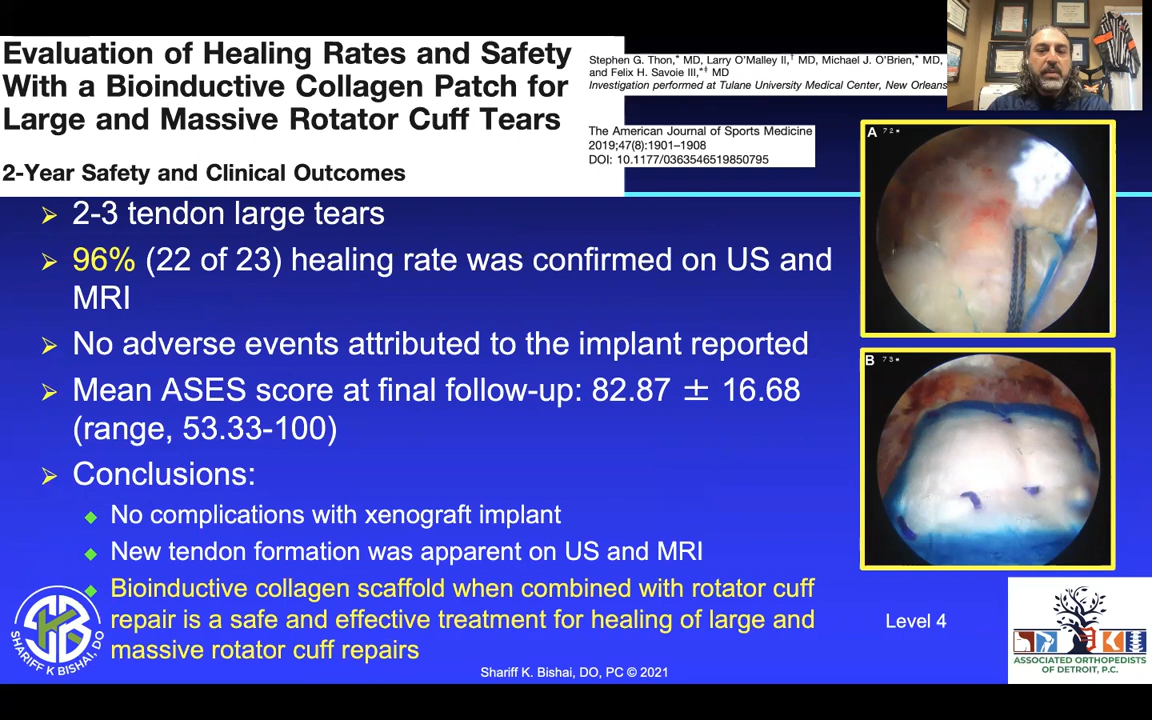 Evaluation of Healing Rates and Safety
With a Bioinductive Collagen Patch for
Large and Massive Rotator Cuff Tears
2-Year Safety and Clinical Outcomes
Stephen G. Thon,* MD, Larry O'Malley II,† MD, Michael J. O'Brien,* MD,
and Felix H. Savoie III,*‡ MD
Investigation performed at Tulane University Medical Center, New Orleans
The American Journal of Sports Medicine
2019;47(8):1901–1908
DOI: 10.1177/0363546519850795
2-3 tendon large tears
96% (22 of 23) healing rate was confirmed on US and
MRI
No adverse events attributed to the implant reported
Mean ASES score at final follow-up: 82.87 ± 16.68
(range, 53.33-100)
Conclusions:
No complications with xenograft implant
New tendon formation was apparent on US and MRI
Bioinductive collagen scaffold when combined with rotator cuff
repair is a safe and effective treatment for healing of large and
massive rotator cuff repairs
A 72
B 73
Level 4
SKB
SHARIFF K BISHAI, DO
Shariff K. Bishai, DO, PC © 2021
ASSOCIATED ORTHOPEDISTS
OF DETROIT, P.C.